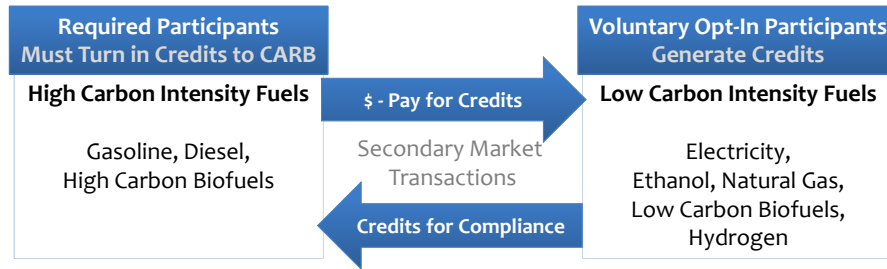 Required Participants
Must Turn in Credits to CARB
High Carbon Intensity Fuels
Gasoline, Diesel,
High Carbon Biofuels
$ - Pay for Credits
Secondary Market
Transactions
Credits for Compliance
Voluntary Opt-In Participants
Generate Credits
Low Carbon Intensity Fuels
Electricity,
Ethanol, Natural Gas,
Low Carbon Biofuels,
Hydrogen